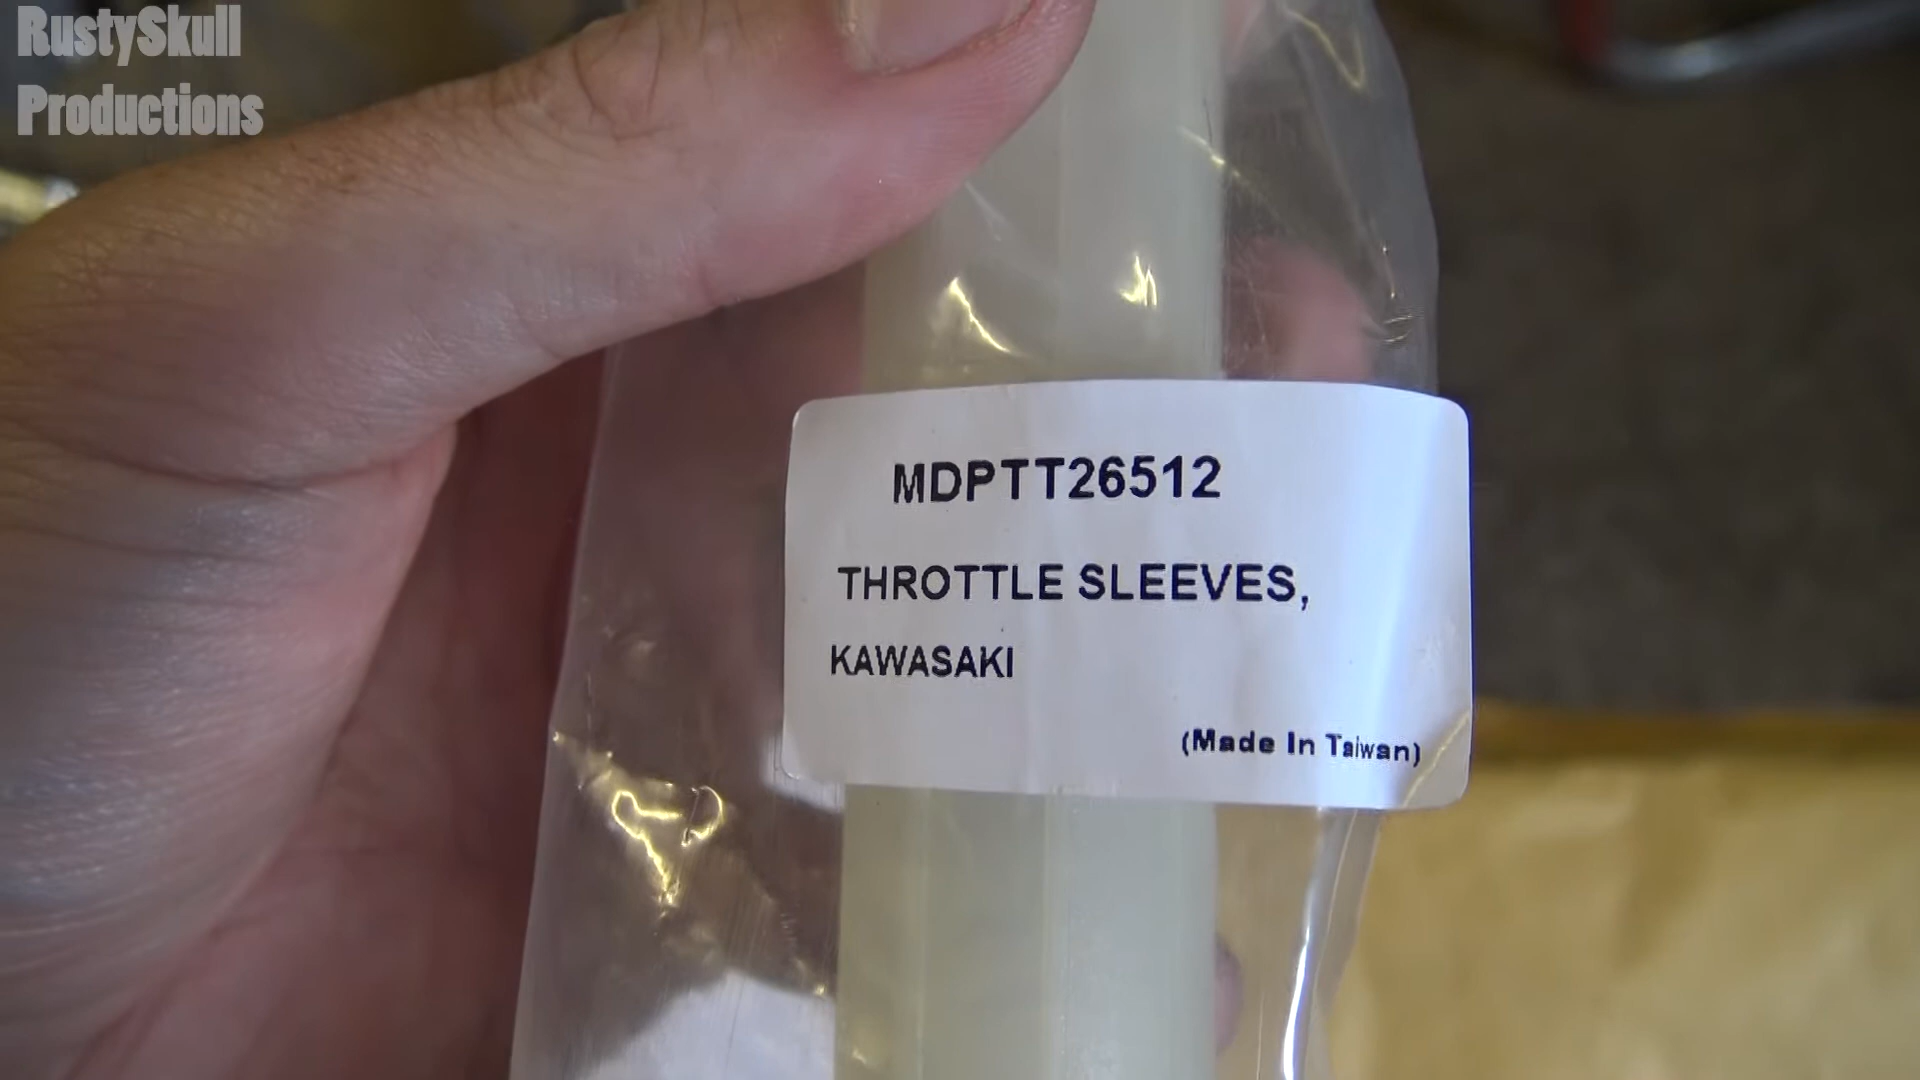 RustySkull
Productions
MDPTT26512
THROTTLE SLEEVES,
KAWASAKI
(Made In Taiwan)